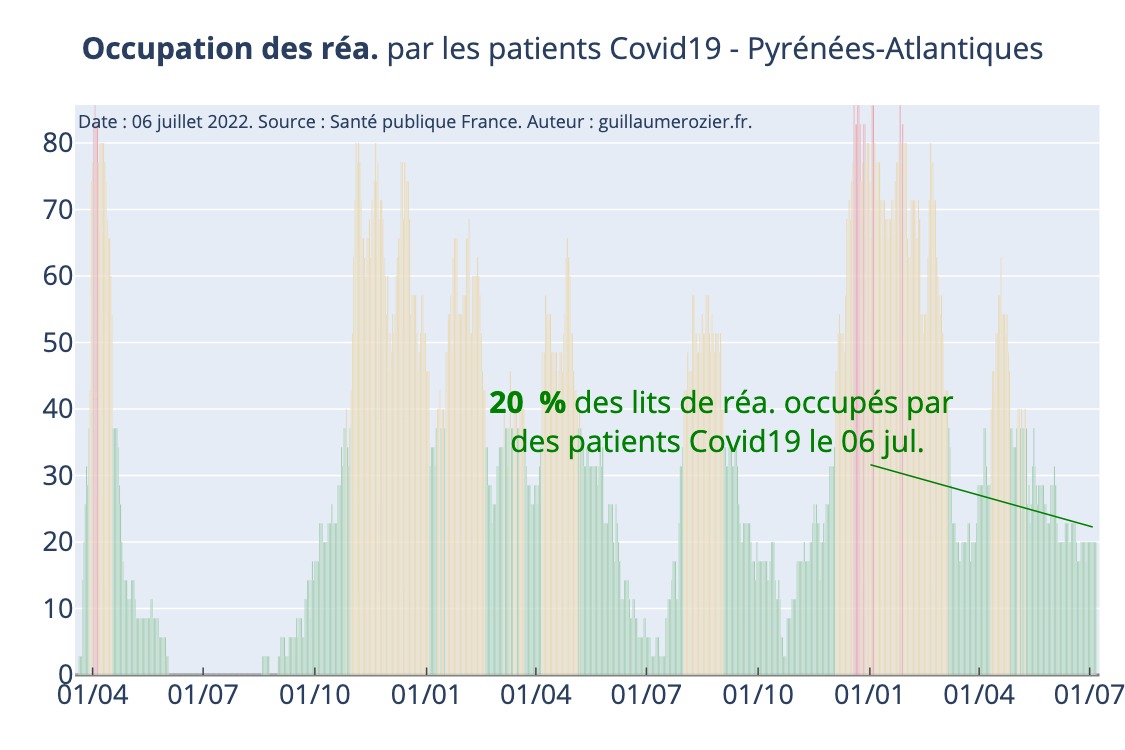 Occupation des réa. par les patients Covid19 - Pyrénées-Atlantiques
Date : 06 juillet 2022. Source : Santé publique France. Auteur : guillaumerozier.fr.
80
70
60
50
40
30
20
10
0
20 % des lits de réa. occupés par
des patients Covid19 le 06 jul.
01/04 01/07 01/10 01/01 01/04 01/07 01/10 01/01 01/04 01/07